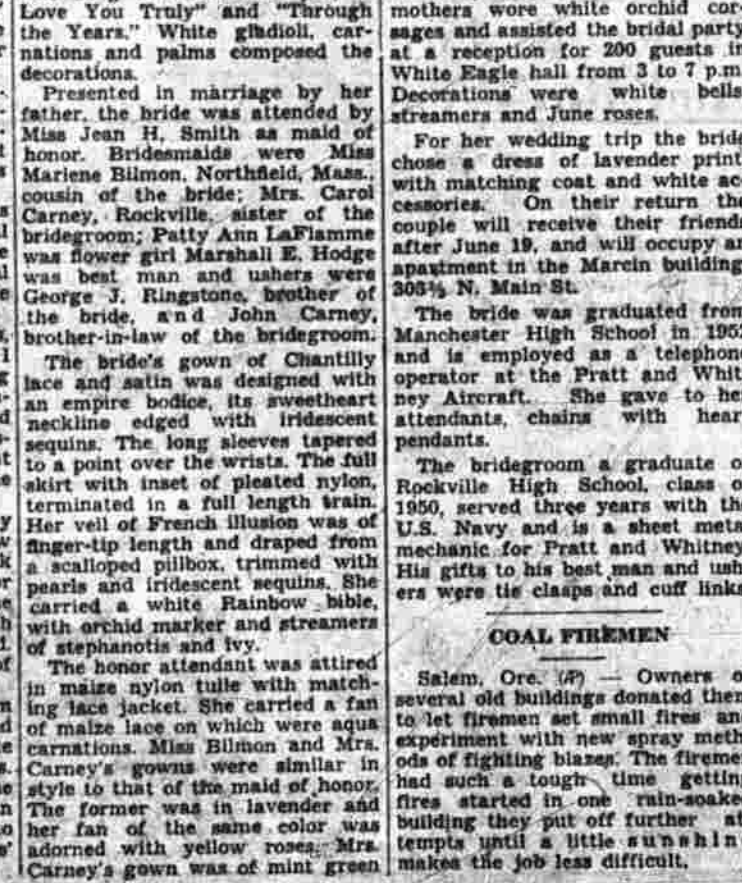 Love You Truly" and "Through
the Years." White gladioli, car-
nations and palms composed the
decorations.
Presented in marriage by her
father, the bride was attended by
Miss Jean H. Smith as maid of
honor. Bridesmaids were Miss
Marlene Bilmon, Northfield, Mass.,
cousin of the bride; Mrs. Carol
Carney, Rockville, sister of the
bridegroom; Patty Ann LaFlamme
was flower girl Marshall E. Hodge
was best man and ushers were
George J. Ringstone, brother of
the bride, and John Carney,
brother-in-law of the bridegroom.
The bride's gown of Chantilly
lace and satin was designed with
an empire bodice, its sweetheart
neckline edged with iridescent
sequins. The long sleeves tapered
to a point over the wrists. The full
skirt with inset of pleated nylon,
terminated in a full length train.
Her veil of French illusion was of
finger-tip length and draped from
a scalloped pillbox, trimmed with
pearls and iridescent sequins. She
carried a white Rainbow bible,
with orchid marker and streamers
of stephanotis and ivy.
The honor attendant was attired
in maize nylon tulle with match-
ing lace jacket. She carried a fan
of maize lace on which were aqua
carnations. Miss Bilmon and Mrs.
Carney's gowns were similar in
style to that of the maid of honor.
The former was in lavender and
her fan of the same color was
adorned with yellow roses. Mrs.
Carney's gown was of mint green
mothers wore white orchid cor-
sages and assisted the bridal party
at a reception for 200 guests in
White Eagle hall from 3 to 7 p.m.
Decorations were white bells,
streamers and June roses.
For her wedding trip the bride
chose a dress of lavender print
with matching coat and white ac-
cessories. On their return the
couple will receive their friends
after June 19, and will occupy an
apartment in the Marcin building,
303½ N. Main St.
The bride was graduated from
Manchester High School in 1952
and is employed as a telephone
operator at the Pratt and Whit-
ney Aircraft. She gave to her
attendants, chains with hear
pendants.
The bridegroom a graduate o
Rockville High School, class o
1950, served three years with the
U.S. Navy and is a sheet meta
mechanic for Pratt and Whitney
His gifts to his best man and ush
ers were tie clasps and cuff links
COAL FIREMEN
Salem, Ore. (AP) — Owners o
several old buildings donated them
to let firemen set small fires an
experiment with new spray meth
ods of fighting blazes. The fireme
had such a tough time gettin
fires started in one rain-soake
building they put off further at
tempts until a little sunshin
makes the job less difficult.